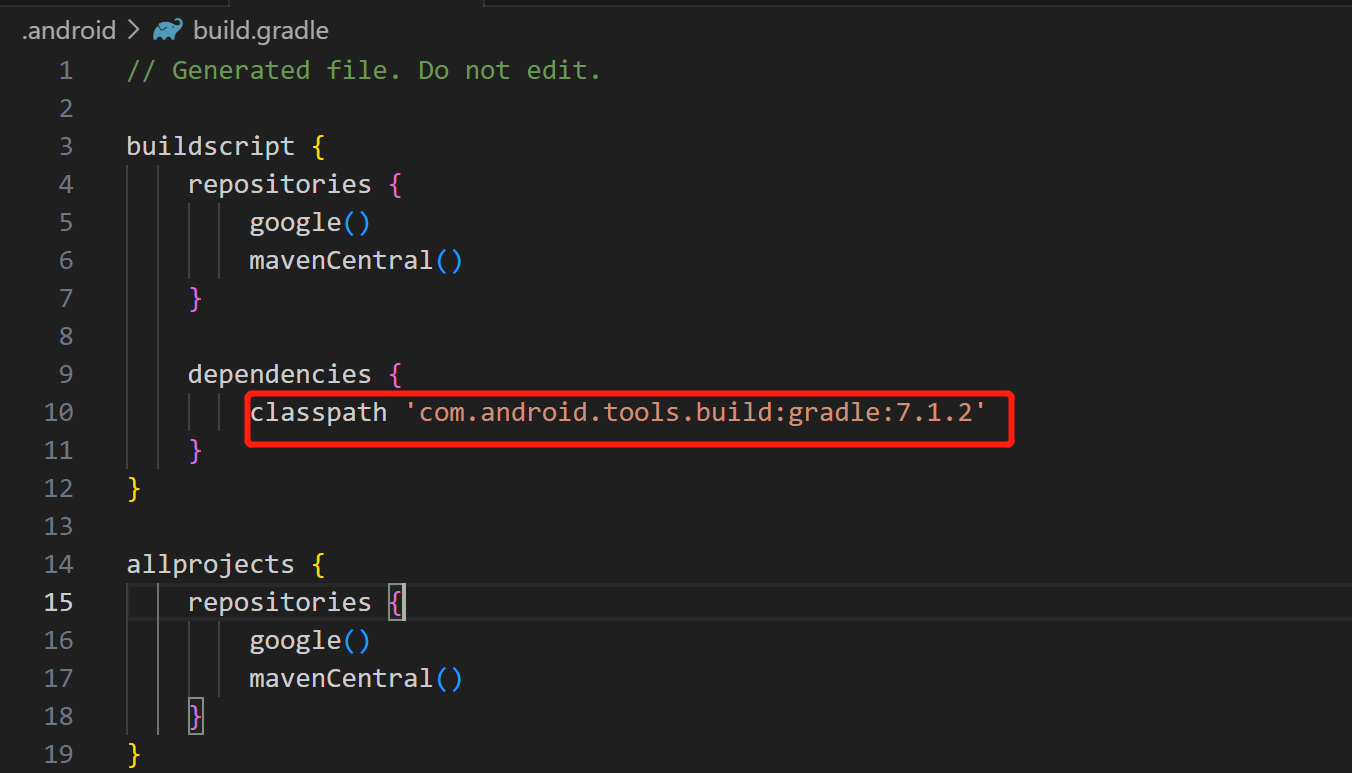 .android > build.gradle
1 // Generated file. Do not edit.
2
3 buildscript {
4     repositories {
5         google()
6         mavenCentral()
7     }
8
9     dependencies {
10         classpath 'com.android.tools.build:gradle:7.1.2'
11     }
12 }
13
14 allprojects {
15     repositories {
16         google()
17         mavenCentral()
18     }
19 }